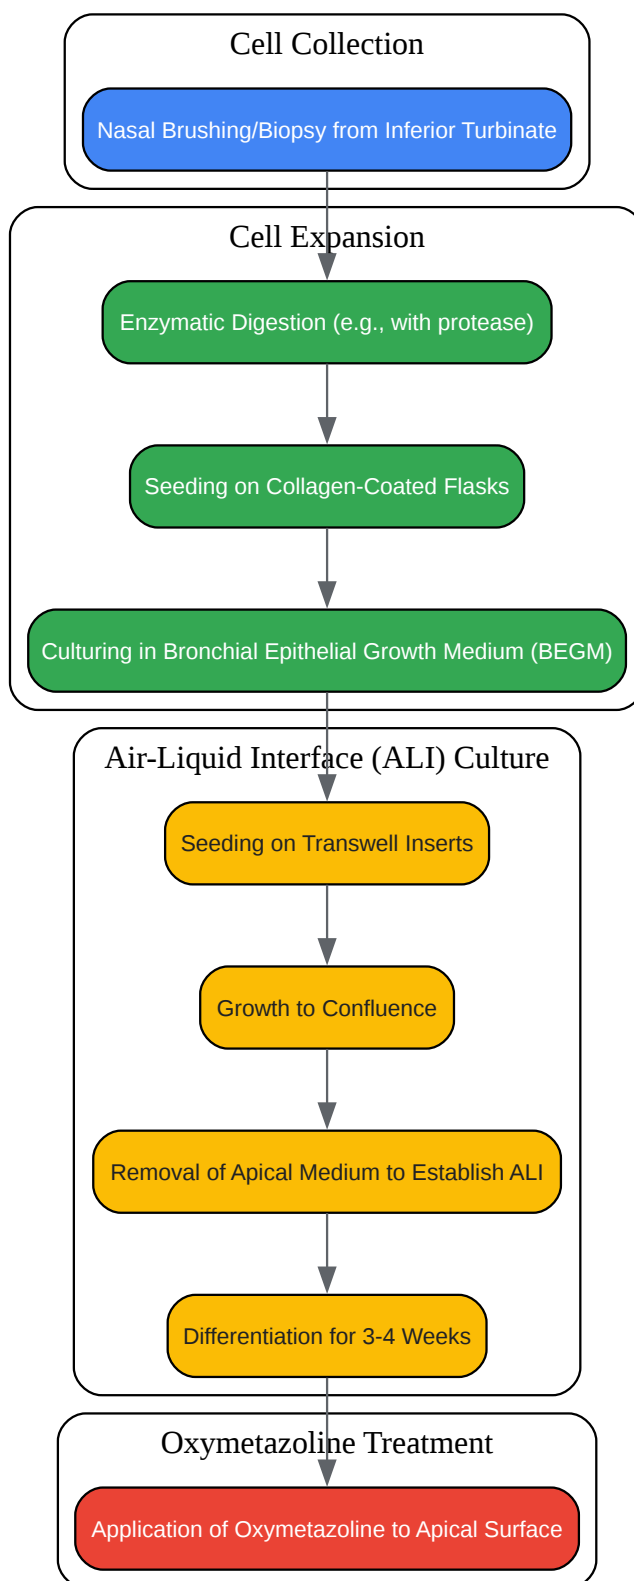 Cell Collection
Nasal Brushing/Biopsy from Inferior Turbinate
Cell Expansion
Enzymatic Digestion (e.g., with protease)
Seeding on Collagen-Coated Flasks
Culturing in Bronchial Epithelial Growth Medium (BEGM)
Air-Liquid Interface (ALI) Culture
Seeding on Transwell Inserts
Growth to Confluence
Removal of Apical Medium to Establish ALI
Differentiation for 3-4 Weeks
Oxymetazoline Treatment
Application of Oxymetazoline to Apical Surface